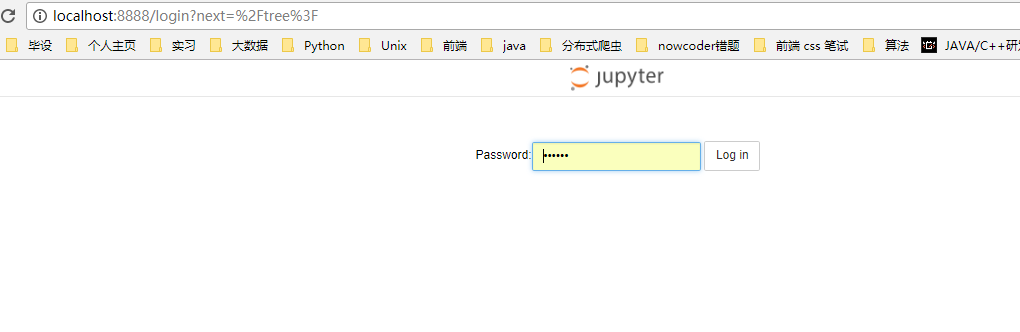 localhost:8888/login?next=%2Ftree%3F
毕设 个人主页 实习 大数据 Python Unix 前端 java 分布式爬虫 nowcoder错题 前端 css 笔试 算法 JAVA/C++研
jupyter
Password: •••••• Log in